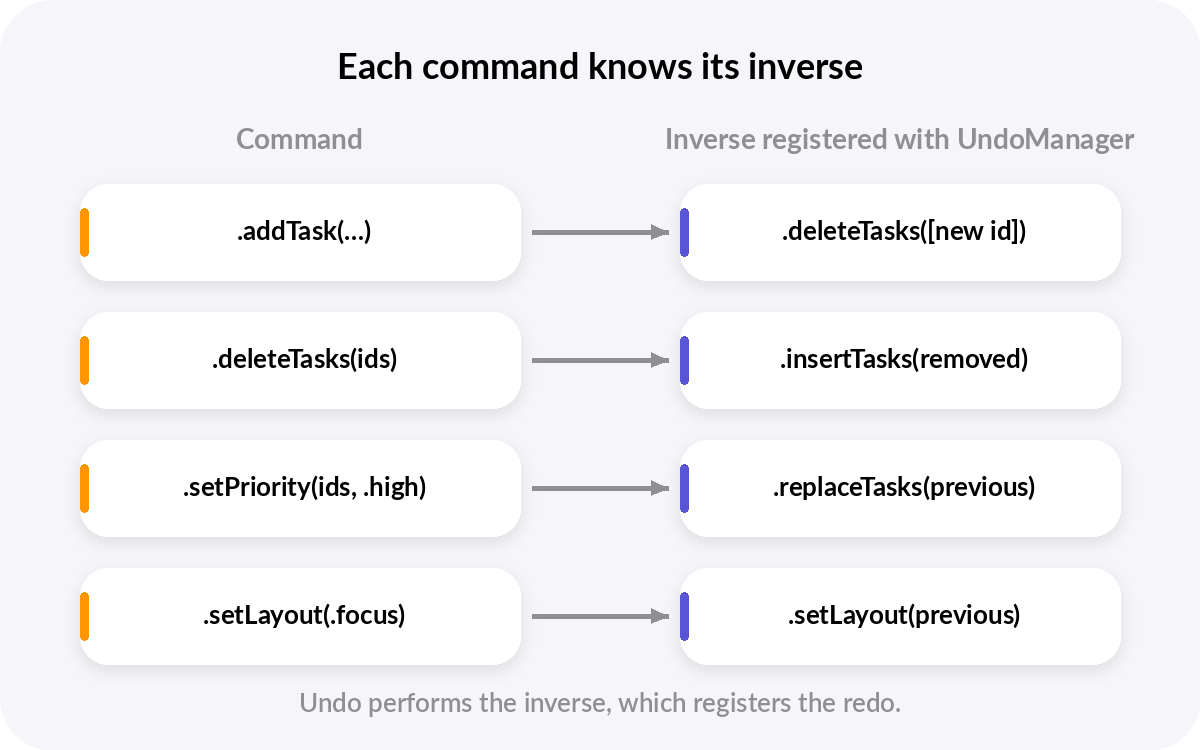 Each command knows its inverse
Command
Inverse registered with UndoManager
.addTask(…)
.deleteTasks([new id])
.deleteTasks(ids)
.insertTasks(removed)
.setPriority(ids, .high)
.replaceTasks(previous)
.setLayout(.focus)
.setLayout(previous)
Undo performs the inverse, which registers the redo.